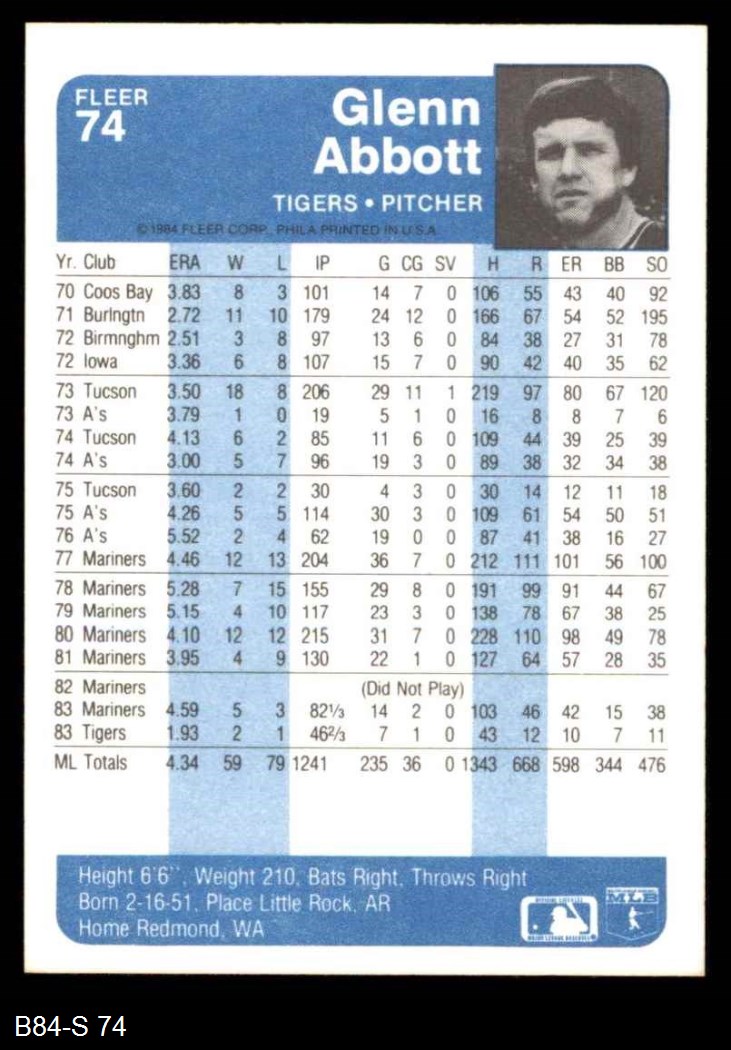 FLEER
74
Glenn
Abbott
TIGERS • PITCHER
©1984 FLEER CORP., PHILA PRINTED IN U.S.A.
Yr. Club ERA W L IP G CG SV H R ER BB SO
70 Coos Bay 3.83 8 3 101 14 7 0 106 55 43 40 92
71 Burlngtn 2.72 11 10 179 24 12 0 166 67 54 52 195
72 Birmnghm 2.51 3 8 97 13 6 0 84 38 27 31 78
72 Iowa 3.36 6 8 107 15 7 0 90 42 40 35 62
73 Tucson 3.50 18 8 206 29 11 1 219 97 80 67 120
73 A's 3.79 1 0 19 5 1 0 16 8 8 7 6
74 Tucson 4.13 6 2 85 11 6 0 109 44 39 25 39
74 A's 3.00 5 7 96 19 3 0 89 38 32 34 38
75 Tucson 3.60 2 2 30 4 3 0 30 14 12 11 18
75 A's 4.26 5 5 114 30 3 0 109 61 54 50 51
76 A's 5.52 2 4 62 19 0 0 87 41 38 16 27
77 Mariners 4.46 12 13 204 36 7 0 212 111 101 56 100
78 Mariners 5.28 7 15 155 29 8 0 191 99 91 44 67
79 Mariners 5.15 4 10 117 23 3 0 138 78 67 38 25
80 Mariners 4.10 12 12 215 31 7 0 228 110 98 49 78
81 Mariners 3.95 4 9 130 22 1 0 127 64 57 28 35
82 Mariners (Did Not Play)
83 Mariners 4.59 5 3 82⅓ 14 2 0 103 46 42 15 38
83 Tigers 1.93 2 1 46⅔ 7 1 0 43 12 10 7 11
ML Totals 4.34 59 79 1241 235 36 0 1343 668 598 344 476
Height 6'6'', Weight 210, Bats Right, Throws Right
Born 2-16-51, Place Little Rock, AR
Home Redmond, WA
MLB
B84-S 74